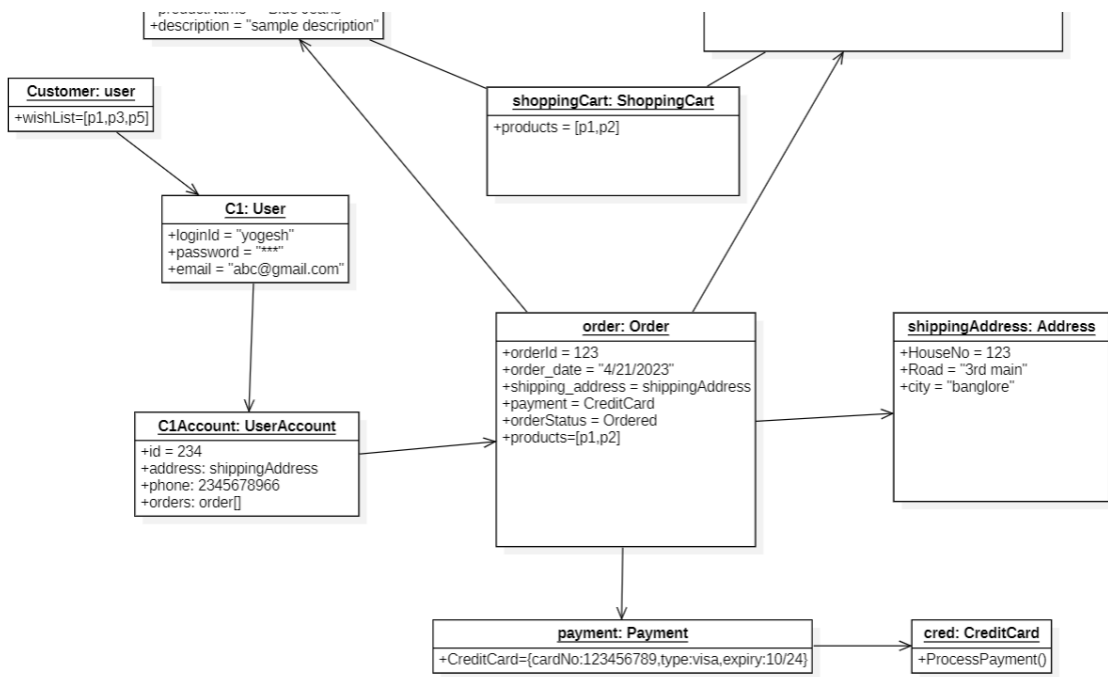 +description = "sample description"
Customer: user
+wishList=[p1,p3,p5]
shoppingCart: ShoppingCart
+products = [p1,p2]
C1: User
+loginId = "yogesh"
+password = "***"
+email = "abc@gmail.com"
order: Order
+orderId = 123
+order_date = "4/21/2023"
+shipping_address = shippingAddress
+payment = CreditCard
+orderStatus = Ordered
+products=[p1,p2]
shippingAddress: Address
+HouseNo = 123
+Road = "3rd main"
+city = "banglore"
C1Account: UserAccount
+id = 234
+address: shippingAddress
+phone: 2345678966
+orders: order[]
payment: Payment
+CreditCard={cardNo:123456789,type:visa,expiry:10/24}
cred: CreditCard
+ProcessPayment()